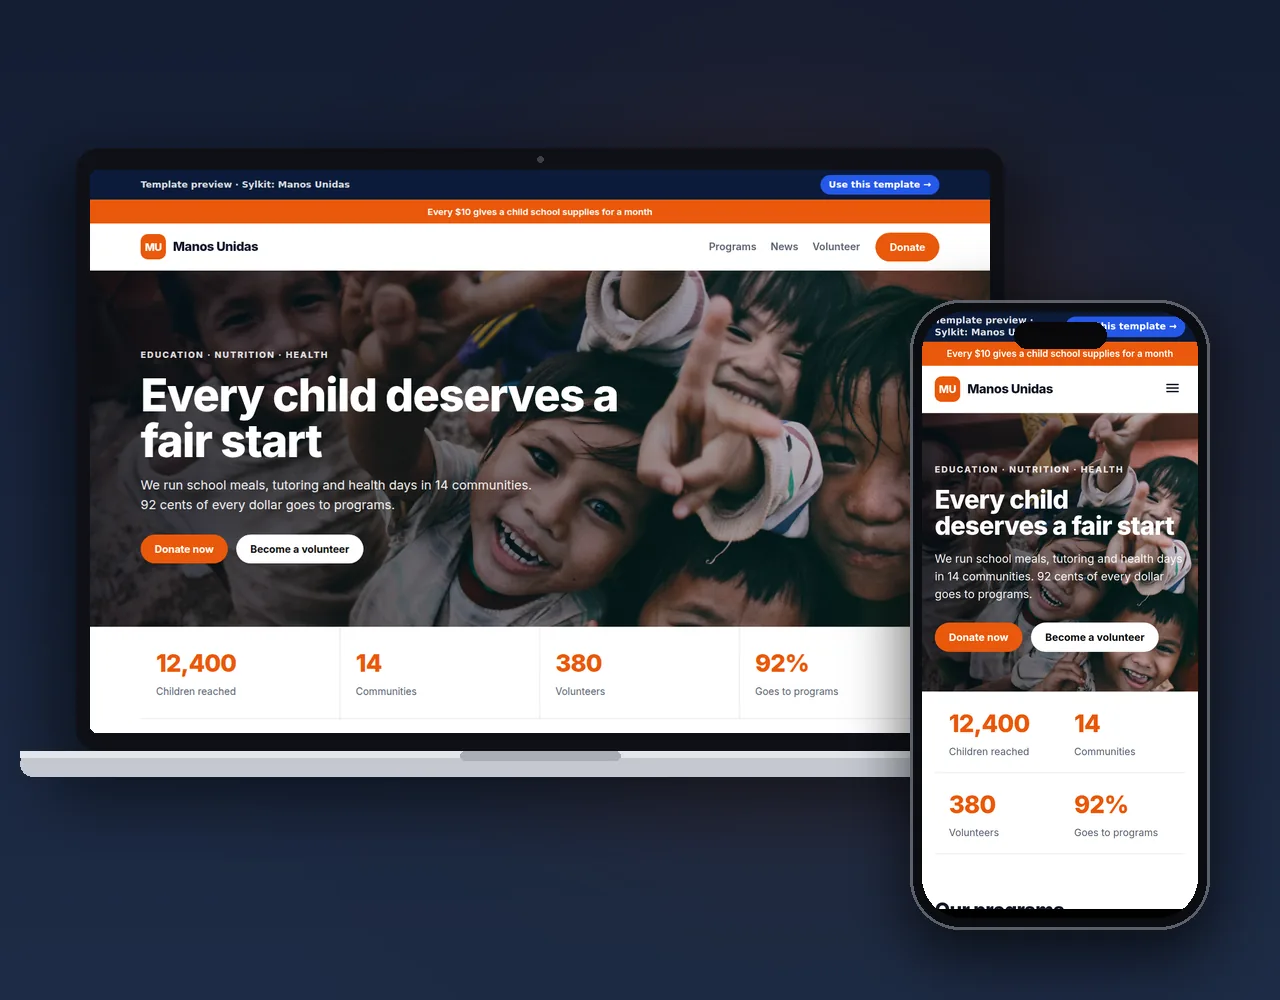 Template preview · Sylkit: Manos Unidas
Use this template →
Every $10 gives a child school supplies for a month
MU Manos Unidas
Programs News Volunteer Donate
EDUCATION · NUTRITION · HEALTH
Every child deserves a
fair start
We run school meals, tutoring and health days in 14 communities.
92 cents of every dollar goes to programs.
Donate now Become a volunteer
12,400 14 380 92%
Children reached Communities Volunteers Goes to programs
preview ·
Sylkit: Manos
this template →
Every $10 gives a child school supplies for a month
MU Manos Unidas
EDUCATION · NUTRITION · HEALTH
Every child
deserves a fair start
We run school meals, tutoring and health days
in 14 communities. 92 cents of every dollar
goes to programs.
Donate now Become a volunteer
12,400 14
Children reached Communities
380 92%
Volunteers Goes to programs
Our programs